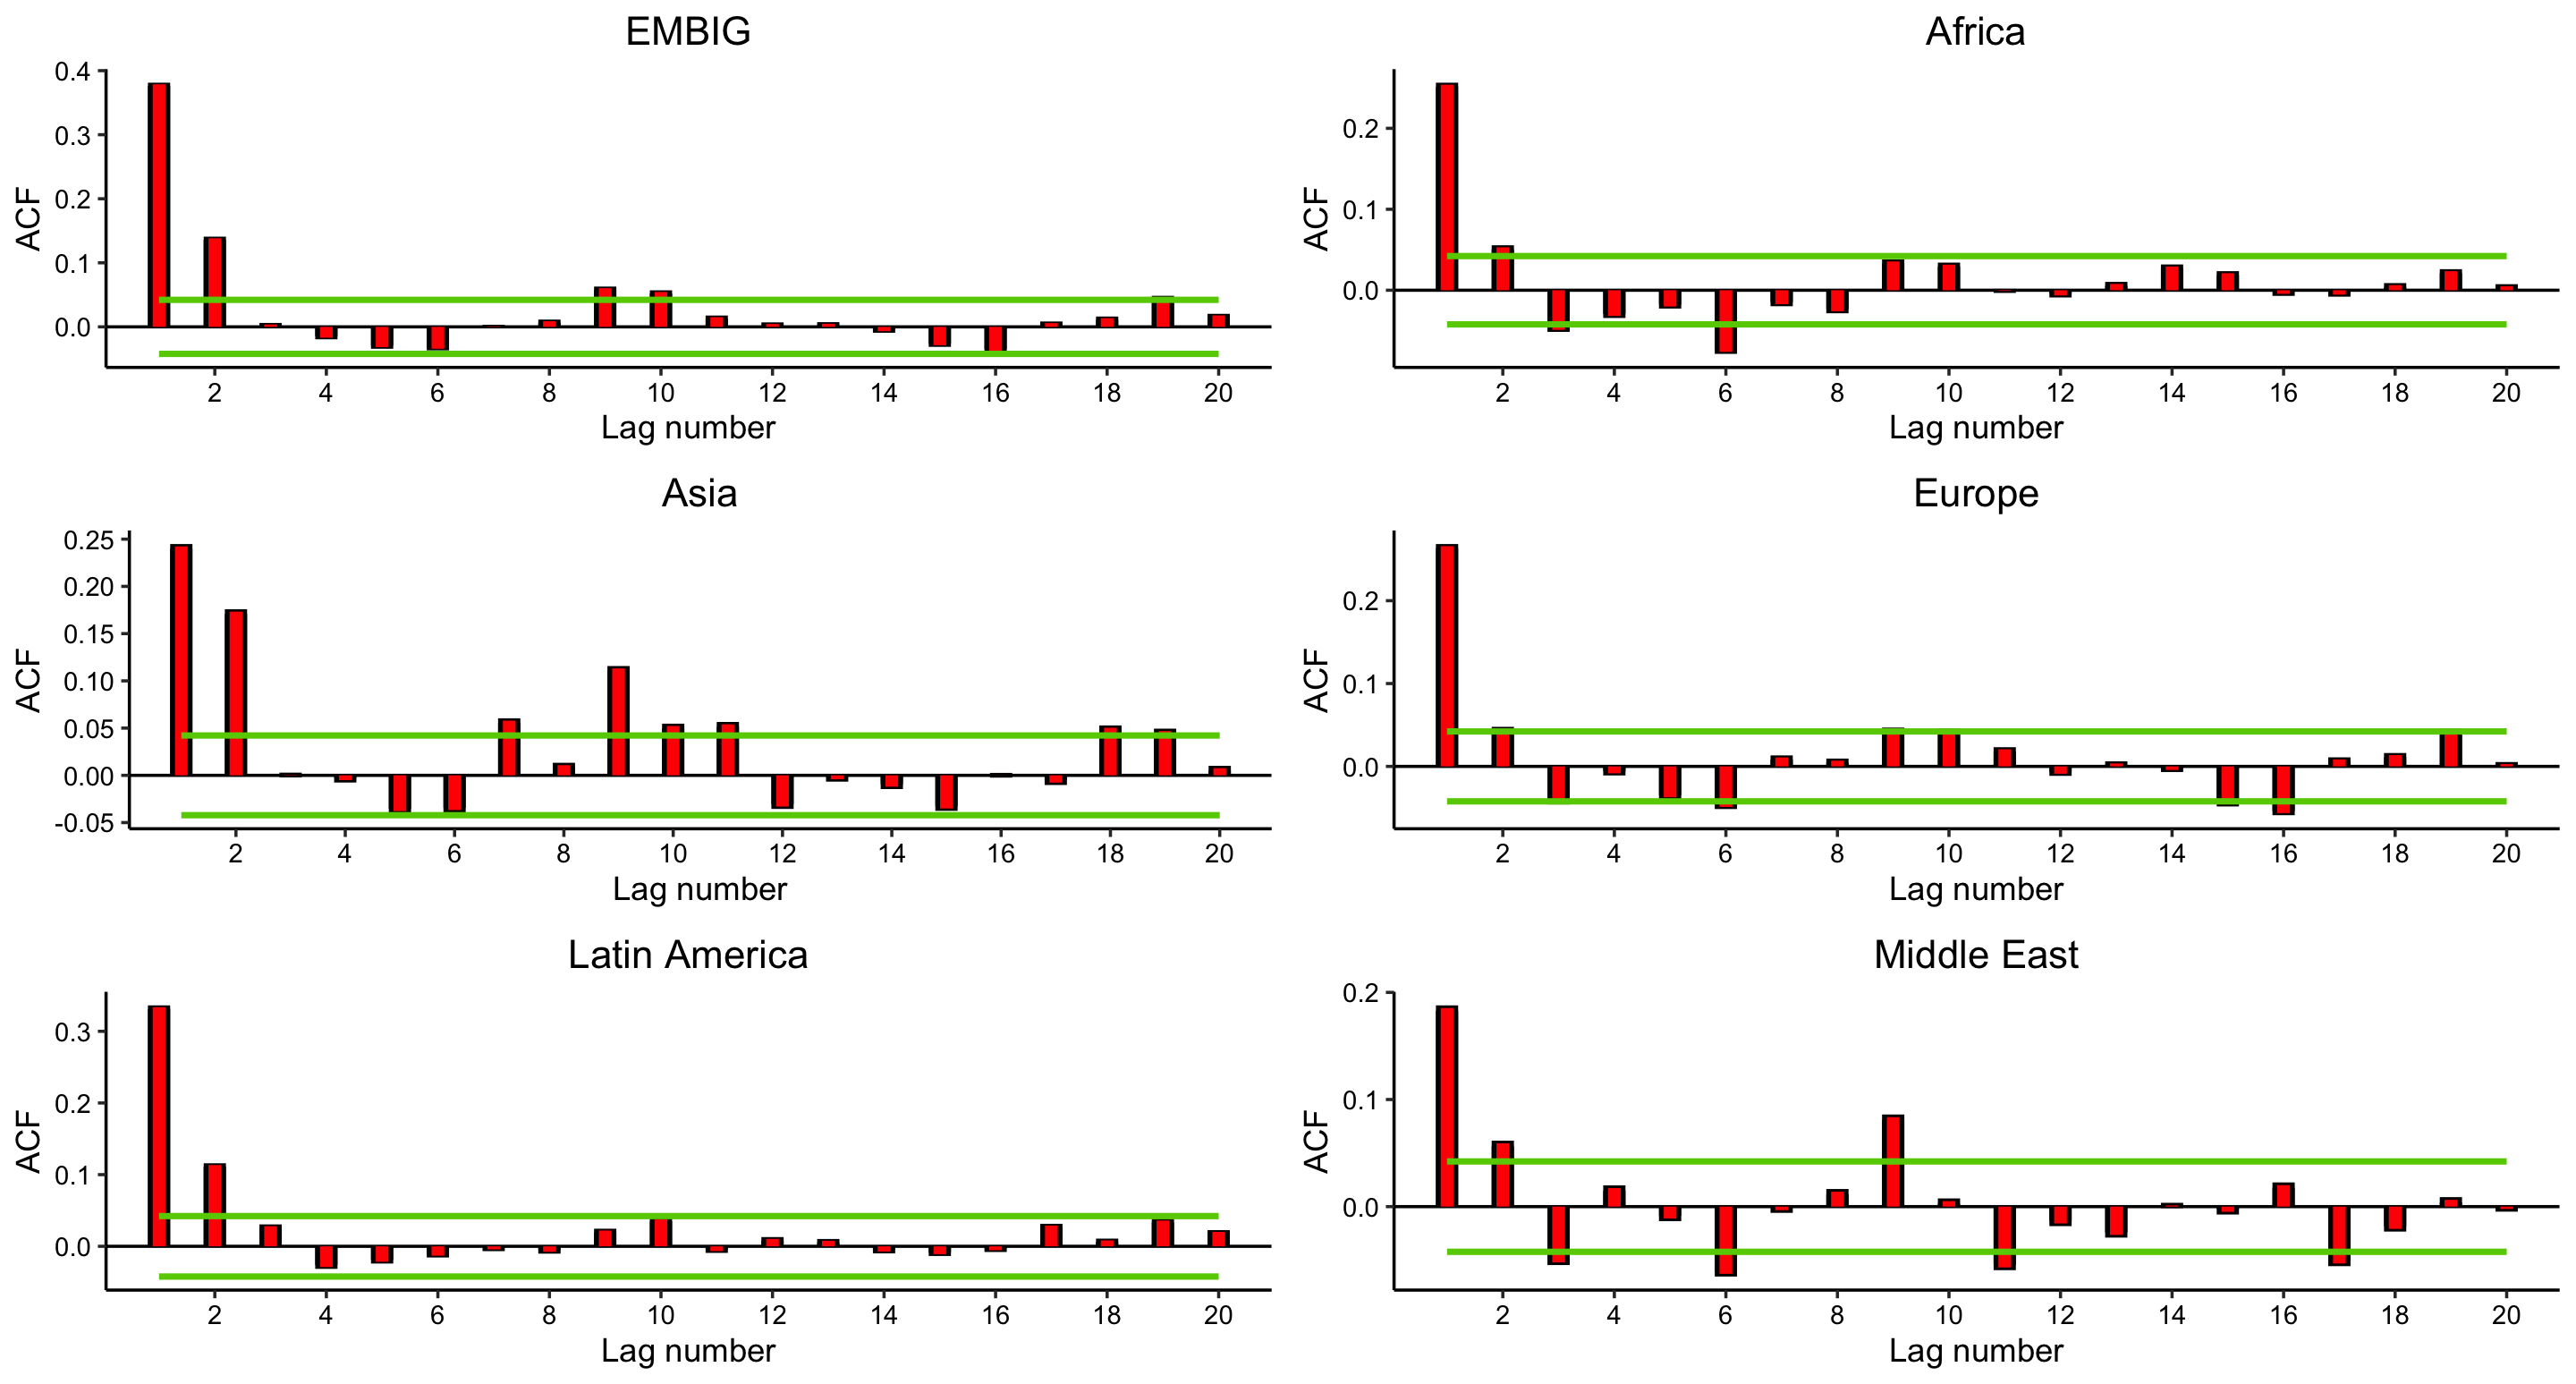 EMBIG
ACF
0.4
0.3
0.2
0.1
0.0
2 4 6 8 10 12 14 16 18 20
Lag number
Africa
ACF
0.2
0.1
0.0
2 4 6 8 10 12 14 16 18 20
Lag number
Asia
ACF
0.25
0.20
0.15
0.10
0.05
0.00
-0.05
2 4 6 8 10 12 14 16 18 20
Lag number
Europe
ACF
0.2
0.1
0.0
2 4 6 8 10 12 14 16 18 20
Lag number
Latin America
ACF
0.3
0.2
0.1
0.0
2 4 6 8 10 12 14 16 18 20
Lag number
Middle East
ACF
0.2
0.1
0.0
2 4 6 8 10 12 14 16 18 20
Lag number